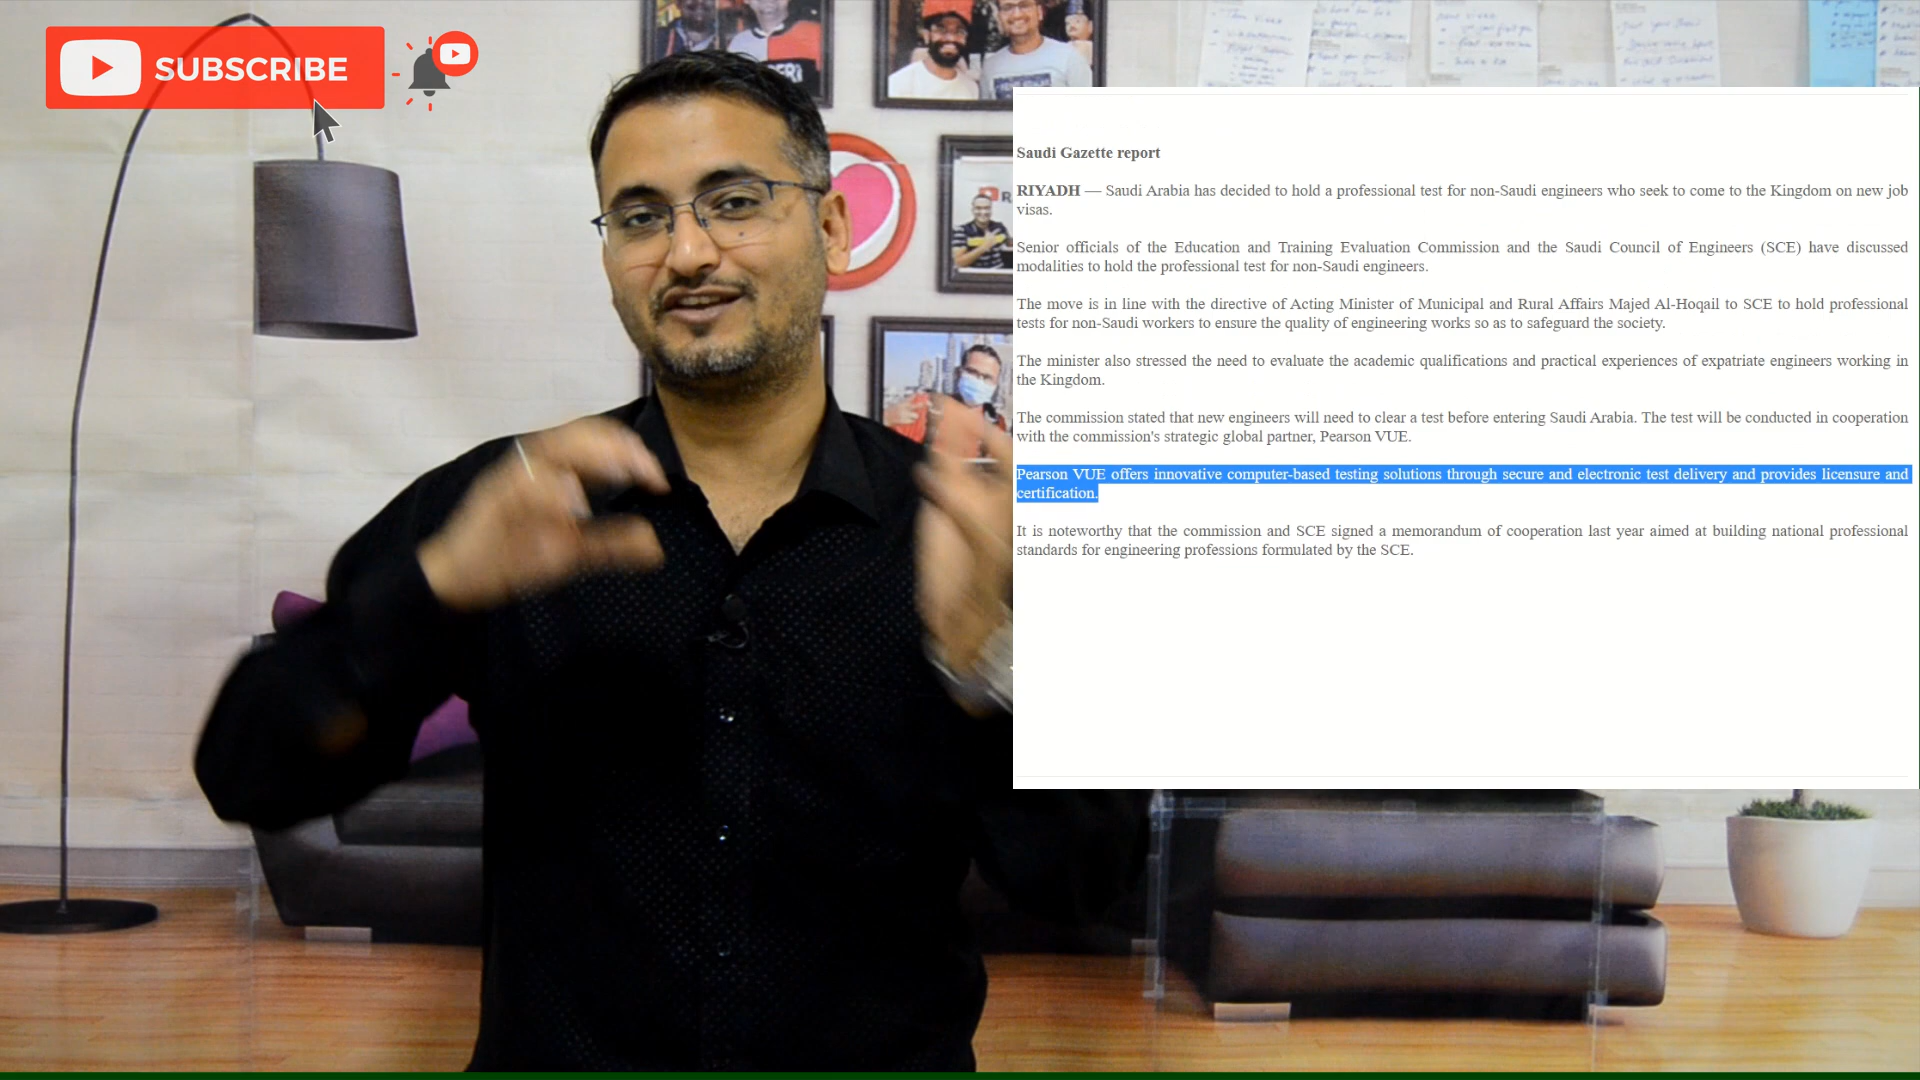 SUBSCRIBE
Saudi Gazette report
RIYADH — Saudi Arabia has decided to hold a professional test for non-Saudi engineers who seek to come to the Kingdom on new job
visas.
Senior officials of the Education and Training Evaluation Commission and the Saudi Council of Engineers (SCE) have discussed
modalities to hold the professional test for non-Saudi engineers.
The move is in line with the directive of Acting Minister of Municipal and Rural Affairs Majed Al-Hoqail to SCE to hold professional
tests for non-Saudi workers to ensure the quality of engineering works so as to safeguard the society.
The minister also stressed the need to evaluate the academic qualifications and practical experiences of expatriate engineers working in
the Kingdom.
The commission stated that new engineers will need to clear a test before entering Saudi Arabia. The test will be conducted in cooperation
with the commission's strategic global partner, Pearson VUE.
Pearson VUE offers innovative computer-based testing solutions through secure and electronic test delivery and provides licensure and
certification.
It is noteworthy that the commission and SCE signed a memorandum of cooperation last year aimed at building national professional
standards for engineering professions formulated by the SCE.